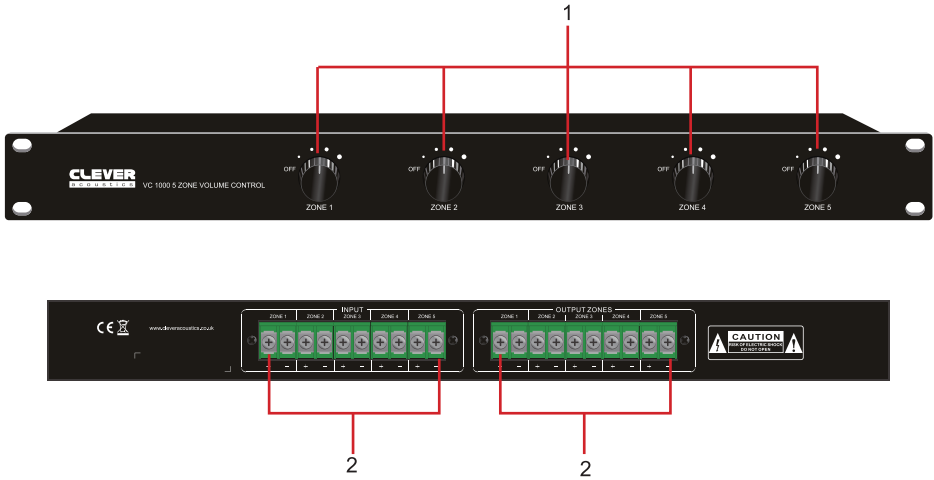 1
CLEVER
acoustics
VC 1000 5 ZONE VOLUME CONTROL
OFF OFF OFF OFF OFF
ZONE 1 ZONE 2 ZONE 3 ZONE 4 ZONE 5
INPUT OUTPUT ZONES
ZONE 1 ZONE 2 ZONE 3 ZONE 4 ZONE 5 ZONE 1 ZONE 2 ZONE 3 ZONE 4 ZONE 5
CE www.cleveracoustics.co.uk
CAUTION
RISK OF ELECTRIC SHOCK
DO NOT OPEN
− + − + − + − + − − + − + − + − + −
2 2